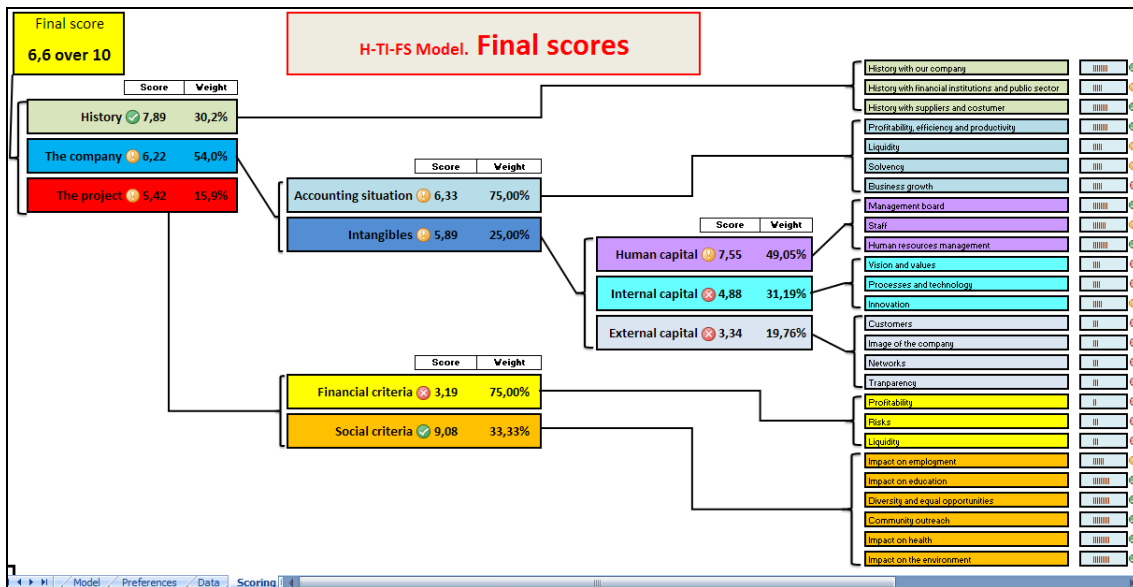 Final score
6,6 over 10
H-TI-FS Model. Final scores
Score Weight
History 7,89 30,2%
The company 6,22 54,0%
The project 5,42 15,9%
Score Weight
Accounting situation 6,33 75,00%
Intangibles 5,89 25,00%
Score Weight
Human capital 7,55 49,05%
Internal capital 4,88 31,19%
External capital 3,34 19,76%
Score Weight
Financial criteria 3,19 75,00%
Social criteria 9,08 33,33%
History with our company
History with financial institutions and public sector
History with suppliers and costumer
Profitability, efficiency and productivity
Liquidity
Solvency
Business growth
Management board
Staff
Human resources management
Vision and values
Processes and technology
Innovation
Customers
Image of the company
Networks
Tranparency
Profitability
Risks
Liquidity
Impact on employment
Impact on education
Diversity and equal opportunities
Community outreach
Impact on health
Impact on the environment
Model Preferences Data Scoring